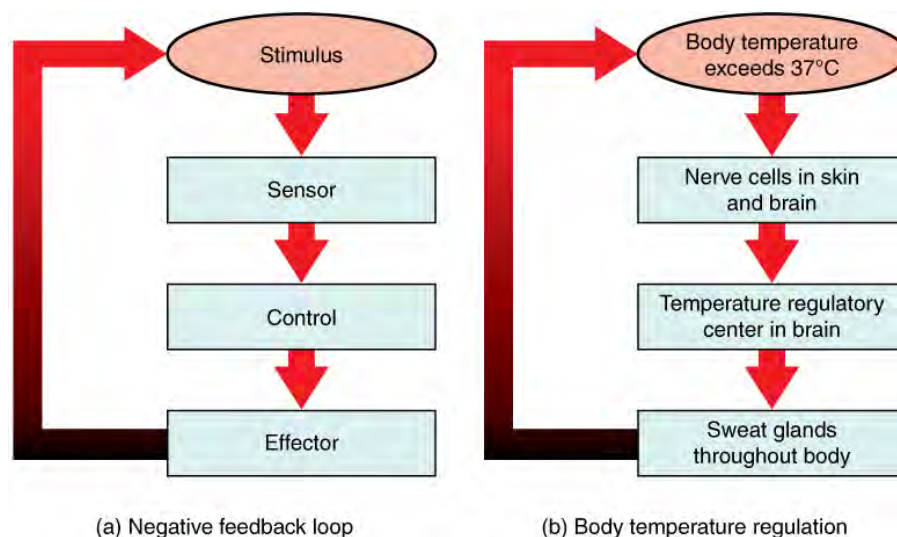 Stimulus
Sensor
Control
Effector
(a) Negative feedback loop
Body temperature
exceeds 37°C
Nerve cells in skin
and brain
Temperature regulatory
center in brain
Sweat glands
throughout body
(b) Body temperature regulation